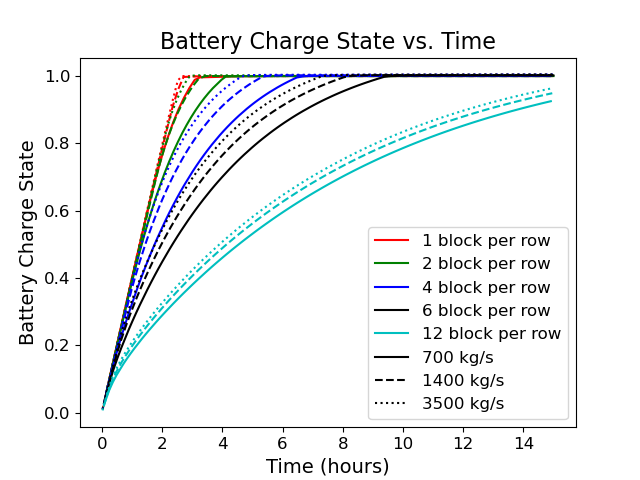 Battery Charge State vs. Time
Battery Charge State
1.0
0.8
0.6
0.4
0.2
0.0
1 block per row
2 block per row
4 block per row
6 block per row
12 block per row
700 kg/s
1400 kg/s
3500 kg/s
0 2 4 6 8 10 12 14
Time (hours)